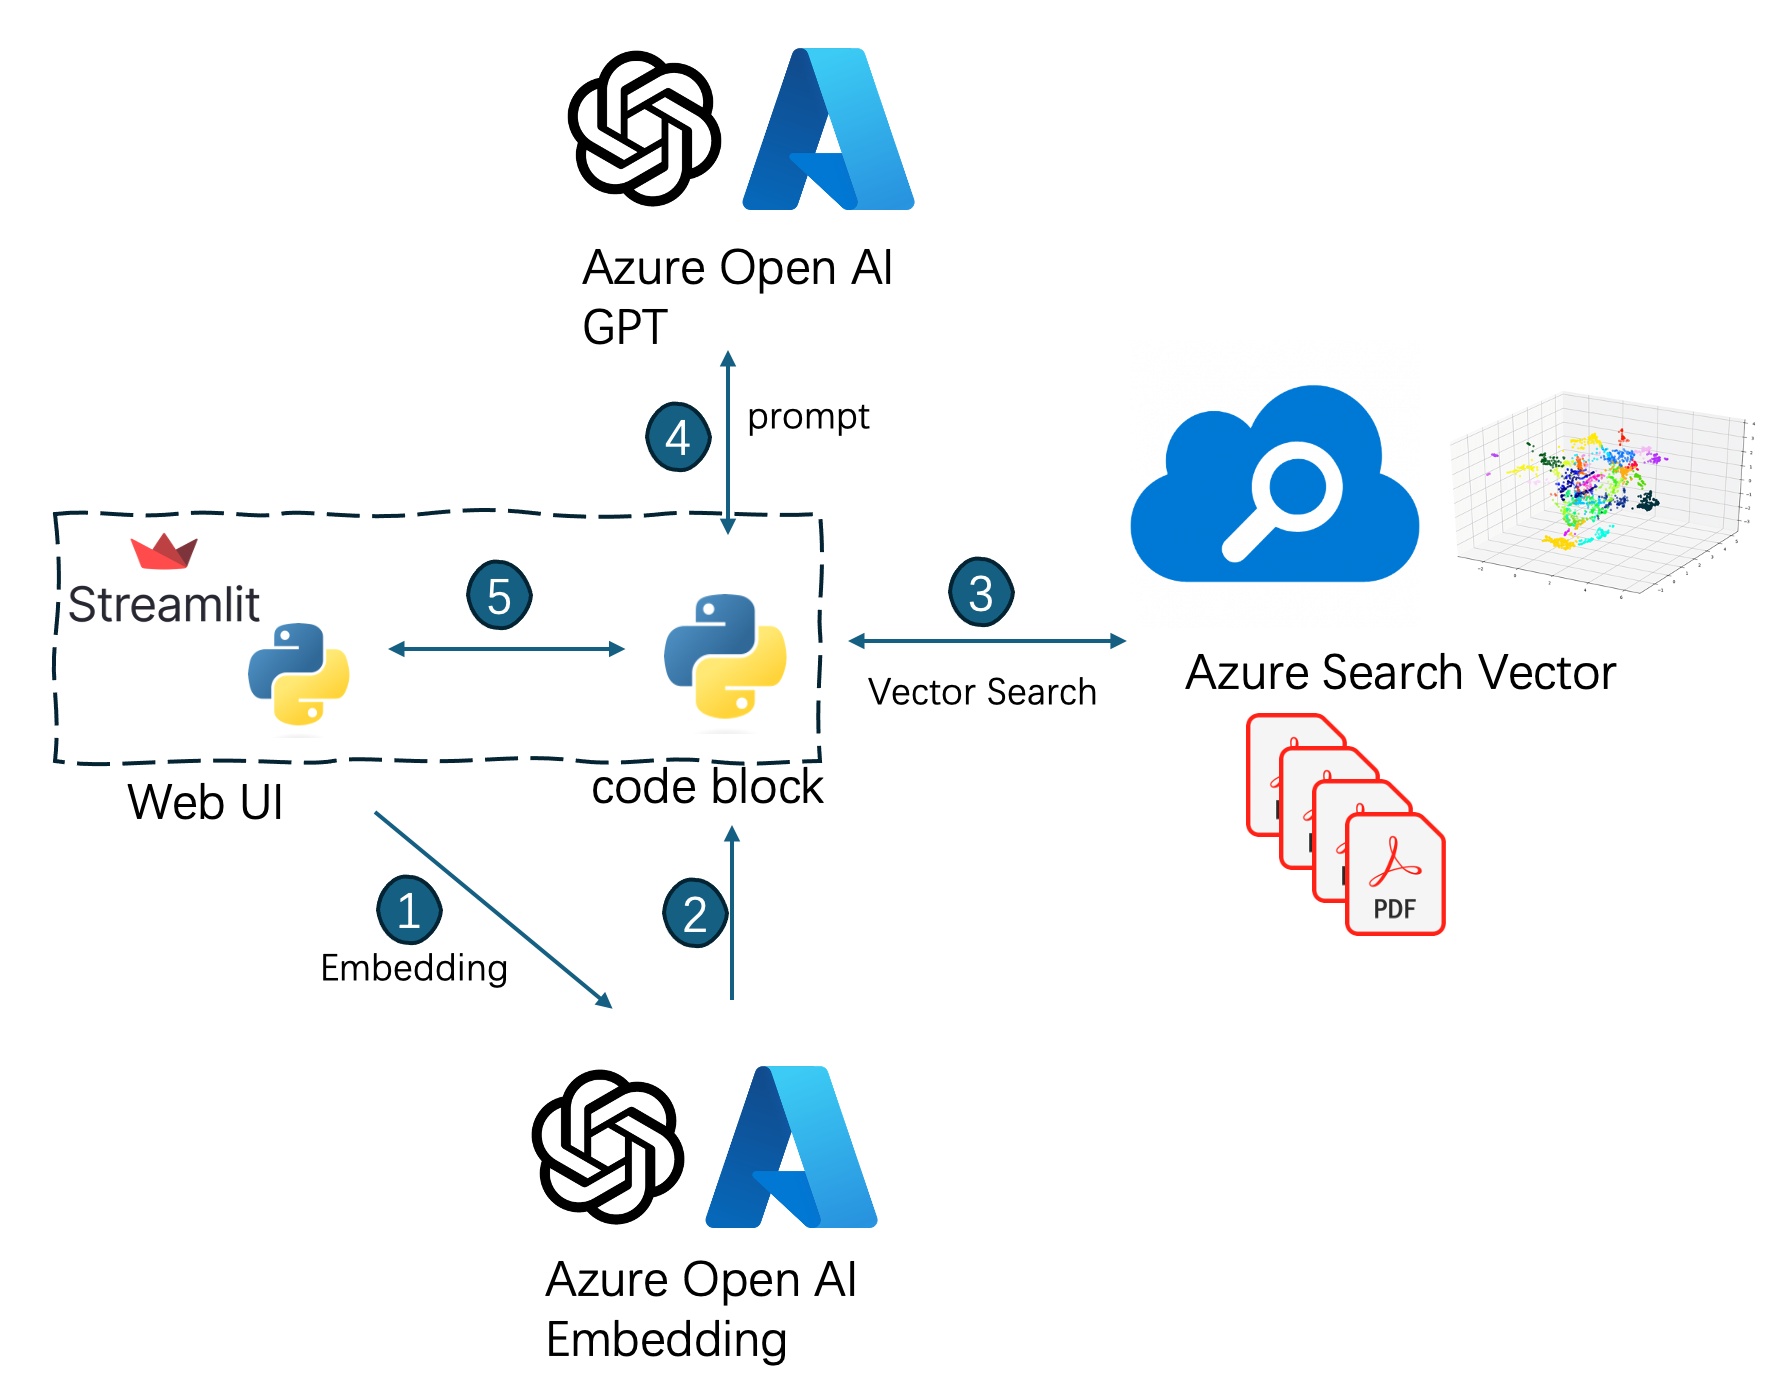 Azure Open AI
GPT
4
prompt
Streamlit
5
3
Vector Search
Azure Search Vector
Web UI
code block
1
Embedding
2
PDF
Azure Open AI
Embedding